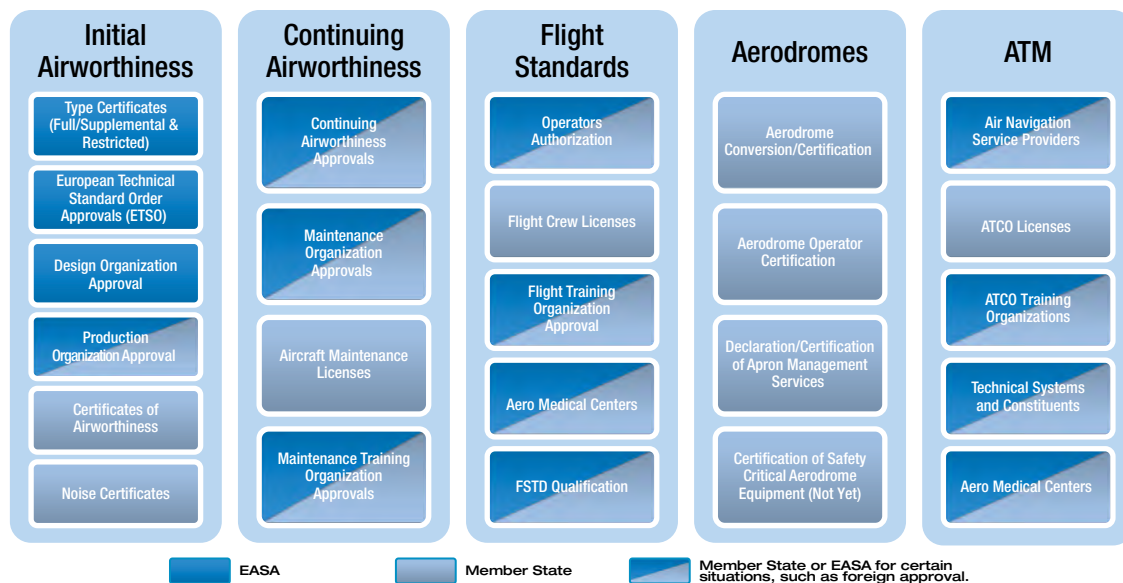 Initial
Airworthiness
Type Certificates
(Full/Supplemental &
Restricted)
European Technical
Standard Order
Approvals (ETSO)
Design Organization
Approval
Production
Organization Approval
Certificates of
Airworthiness
Noise Certificates
Continuing
Airworthiness
Continuing
Airworthiness
Approvals
Maintenance
Organization
Approvals
Aircraft Maintenance
Licenses
Maintenance Training
Organization
Approvals
Flight
Standards
Operators
Authorization
Flight Crew Licenses
Flight Training
Organization
Approval
Aero Medical Centers
FSTD Qualification
Aerodromes
Aerodrome
Conversion/Certification
Aerodrome Operator
Certification
Declaration/Certification
of Apron Management
Services
Certification of Safety
Critical Aerodrome
Equipment (Not Yet)
ATM
Air Navigation
Service Providers
ATCO Licenses
ATCO Training
Organizations
Technical Systems
and Constituents
Aero Medical Centers
EASA
Member State
Member State or EASA for certain
situations, such as foreign approval.